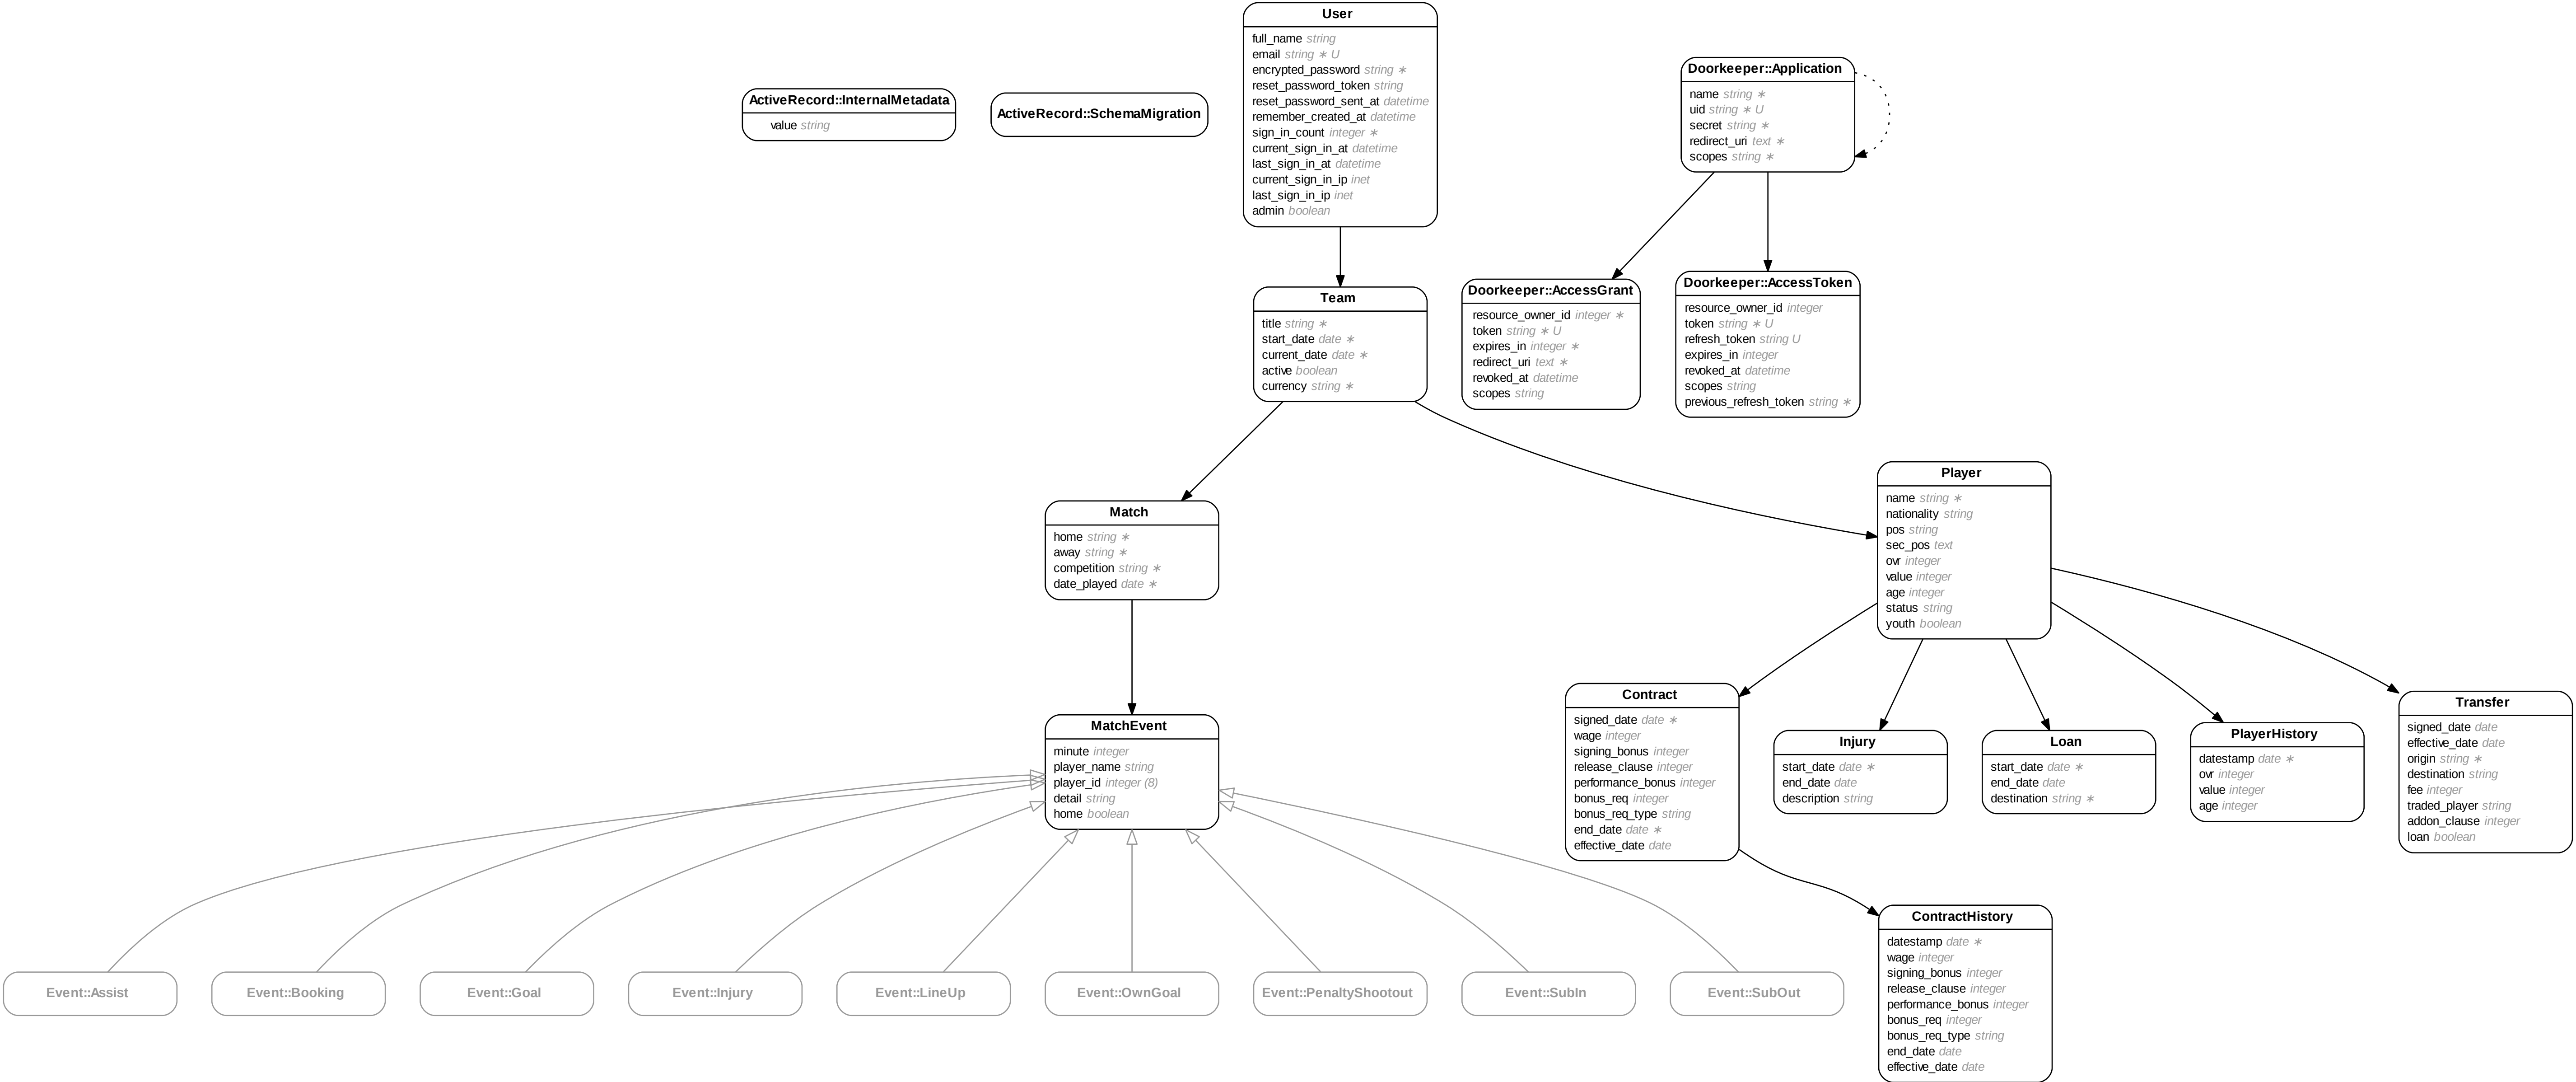 User
full_name string
email string ∗ U
encrypted_password string ∗
reset_password_token string
reset_password_sent_at datetime
remember_created_at datetime
sign_in_count integer ∗
current_sign_in_at datetime
last_sign_in_at datetime
current_sign_in_ip inet
last_sign_in_ip inet
admin boolean
ActiveRecord::InternalMetadata
value string
ActiveRecord::SchemaMigration
Doorkeeper::Application
name string ∗
uid string ∗ U
secret string ∗
redirect_uri text ∗
scopes string ∗
Team
title string ∗
start_date date ∗
current_date date ∗
active boolean
currency string ∗
Doorkeeper::AccessGrant
resource_owner_id integer ∗
token string ∗ U
expires_in integer ∗
redirect_uri text ∗
revoked_at datetime
scopes string
Doorkeeper::AccessToken
resource_owner_id integer
token string ∗ U
refresh_token string U
expires_in integer
revoked_at datetime
scopes string
previous_refresh_token string ∗
Match
home string ∗
away string ∗
competition string ∗
date_played date ∗
Player
name string ∗
nationality string
pos string
sec_pos text
ovr integer
value integer
age integer
status string
youth boolean
MatchEvent
minute integer
player_name string
player_id integer (8)
detail string
home boolean
Contract
signed_date date ∗
wage integer
signing_bonus integer
release_clause integer
performance_bonus integer
bonus_req integer
bonus_req_type string
end_date date ∗
effective_date date
Injury
start_date date ∗
end_date date
description string
Loan
start_date date ∗
end_date date
destination string ∗
PlayerHistory
datestamp date ∗
ovr integer
value integer
age integer
Transfer
signed_date date
effective_date date
origin string ∗
destination string
fee integer
traded_player string
addon_clause integer
loan boolean
Event::Assist
Event::Booking
Event::Goal
Event::Injury
Event::LineUp
Event::OwnGoal
Event::PenaltyShootout
Event::SubIn
Event::SubOut
ContractHistory
datestamp date ∗
wage integer
signing_bonus integer
release_clause integer
performance_bonus integer
bonus_req integer
bonus_req_type string
end_date date
effective_date date